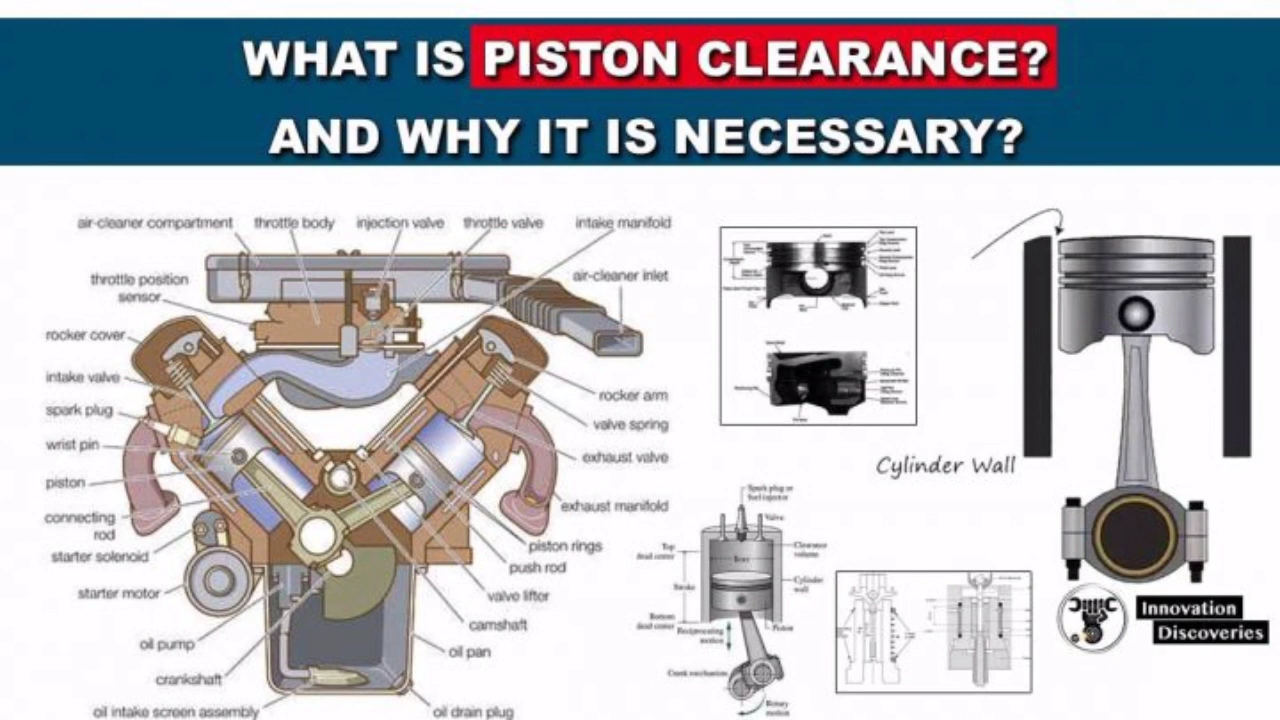 WHAT IS PISTON CLEARANCE?
AND WHY IT IS NECESSARY?
air-cleaner compartment
throttle body
injection valve
throttle valve
intake manifold
throttle position
sensor
air-cleaner inlet
rocker cover
intake valve
spark plug
wrist pin
piston
connecting
rod
starter solenoid
starter motor
oil pump
crankshaft
oil intake screen assembly
rocker arm
valve spring
exhaust valve
exhaust manifold
piston rings
push rod
valve lifter
camshaft
oil pan
oil drain plug
Cylinder Wall
Spark plug or
fuel injector
Valve
Top
dead center
Clearance
volume
Bore
Stroke
Cylinder
wall
Bottom
dead center
Piston
Reciprocating
motion
Crank mechanism
Rotary
motion
Innovation
Discoveries